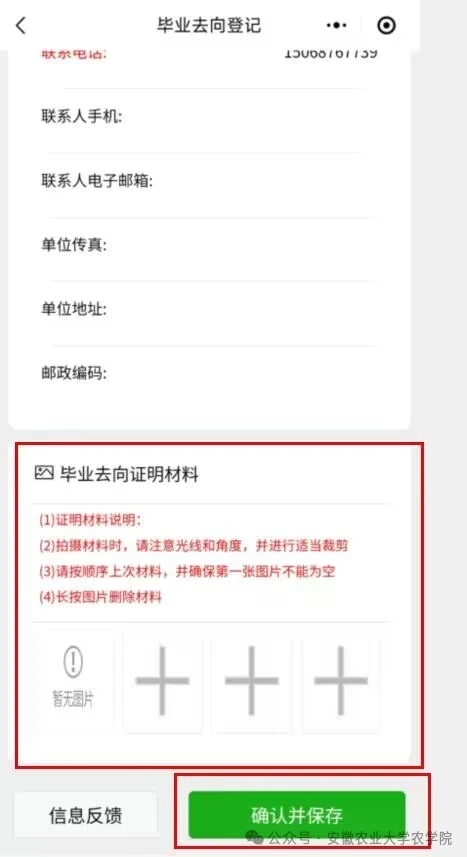 毕业去向登记
联系电话:
15068767739
联系人手机:
联系人电子邮箱:
单位传真:
单位地址:
邮政编码:
毕业去向证明材料
(1)证明材料说明:
(2)拍摄材料时，请注意光线和角度，并进行适当裁剪
(3)请按顺序上次材料，并确保第一张图片不能为空
(4)长按图片删除材料
暂无图片
信息反馈
确认并保存
公众号·安徽农业大学农学院